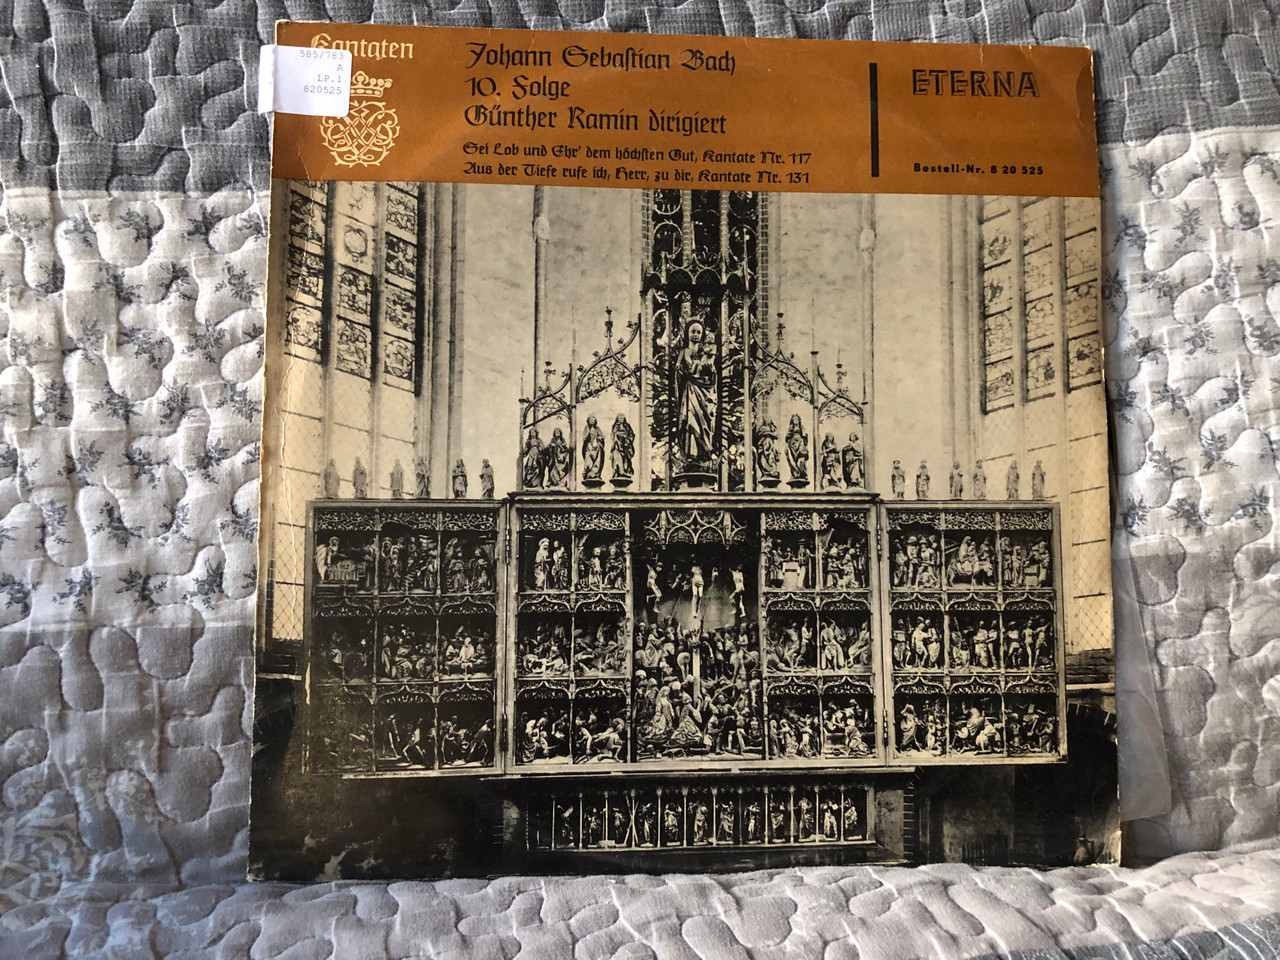 Kantaten
585/783
A
LP.1
820525
Johann Sebastian Bach
10. Folge
Günther Ramin dirigiert
Sei Lob und Ehr' dem höchsten Gut, Kantate Nr. 117
Aus der Tiefe rufe ich, Herr, zu dir, Kantate Nr. 131
ETERNA
Bestell-Nr. 8 20 525